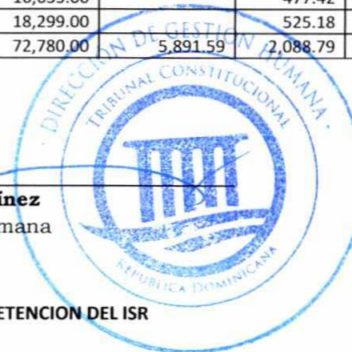 18,299.00 525.18
72,780.00 5,891.59 2,088.79
DIRECCIÓN DE GESTIÓN HUMANA
TRIBUNAL CONSTITUCIONAL
REPUBLICA DOMINICANA
ínez
mana
ETENCION DEL ISR